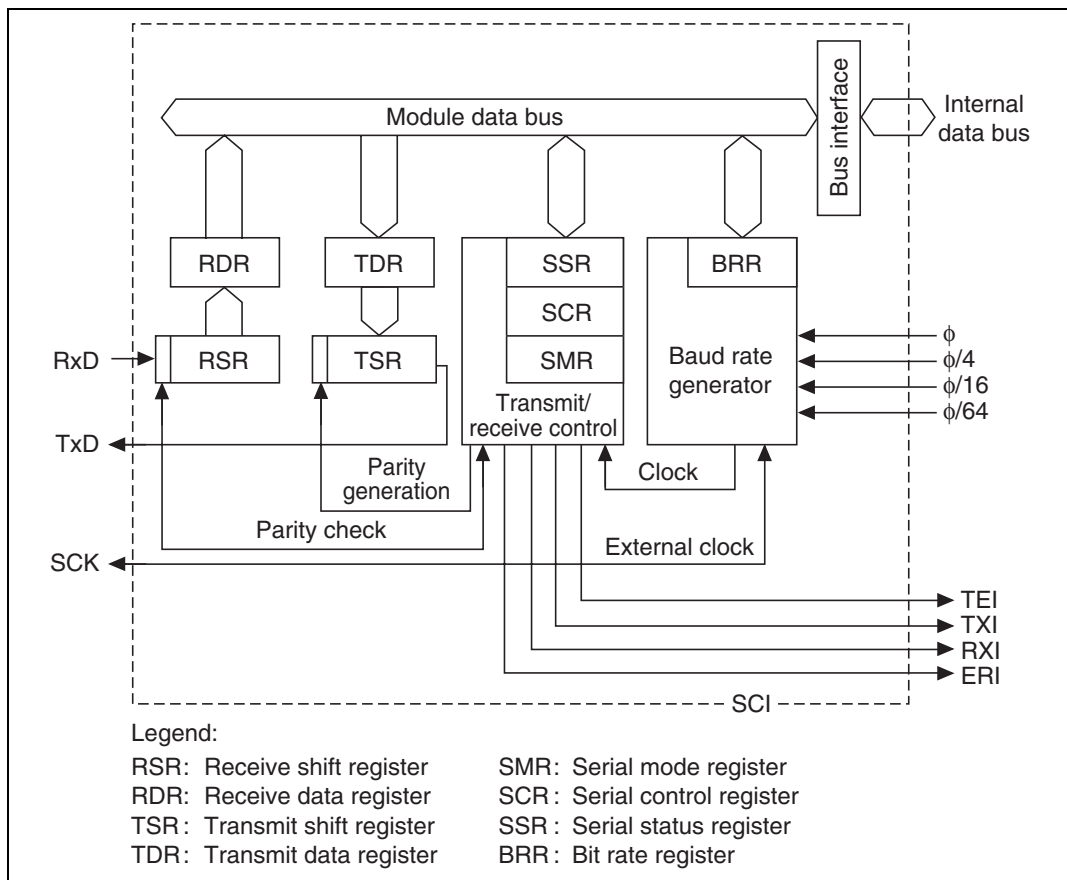 Module data bus
Bus interface
Internal
data bus
RDR
TDR
SSR
BRR
SCR
RxD
RSR
TSR
SMR
Baud rate
generator
ϕ
ϕ/4
ϕ/16
ϕ/64
Transmit/
receive control
TxD
Parity
generation
Clock
Parity check
External clock
SCK
TEI
TXI
RXI
ERI
SCI
Legend:
RSR: Receive shift register
RDR: Receive data register
TSR: Transmit shift register
TDR: Transmit data register
SMR: Serial mode register
SCR: Serial control register
SSR: Serial status register
BRR: Bit rate register